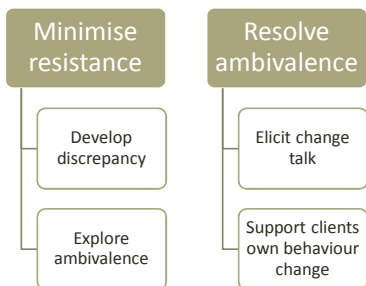 Minimise
resistance
Develop
discrepancy
Explore
ambivalence
Resolve
ambivalence
Elicit change
talk
Support clients
own behaviour
change